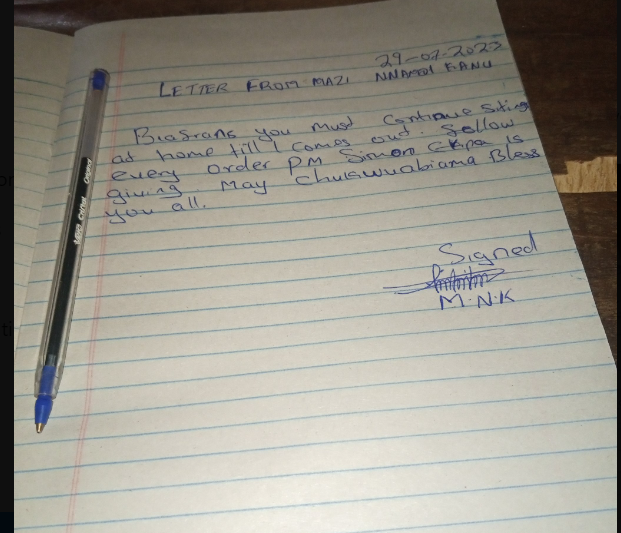 29-07-2023
LETTER FROM MAZI NNAMDI KANU
Biafrans you must Continue Siting
at home till I comes out. follow
every order PM Simon Ekpa is
giving. May Chukwuabiama Bless
you all.
Signed
M.N.K